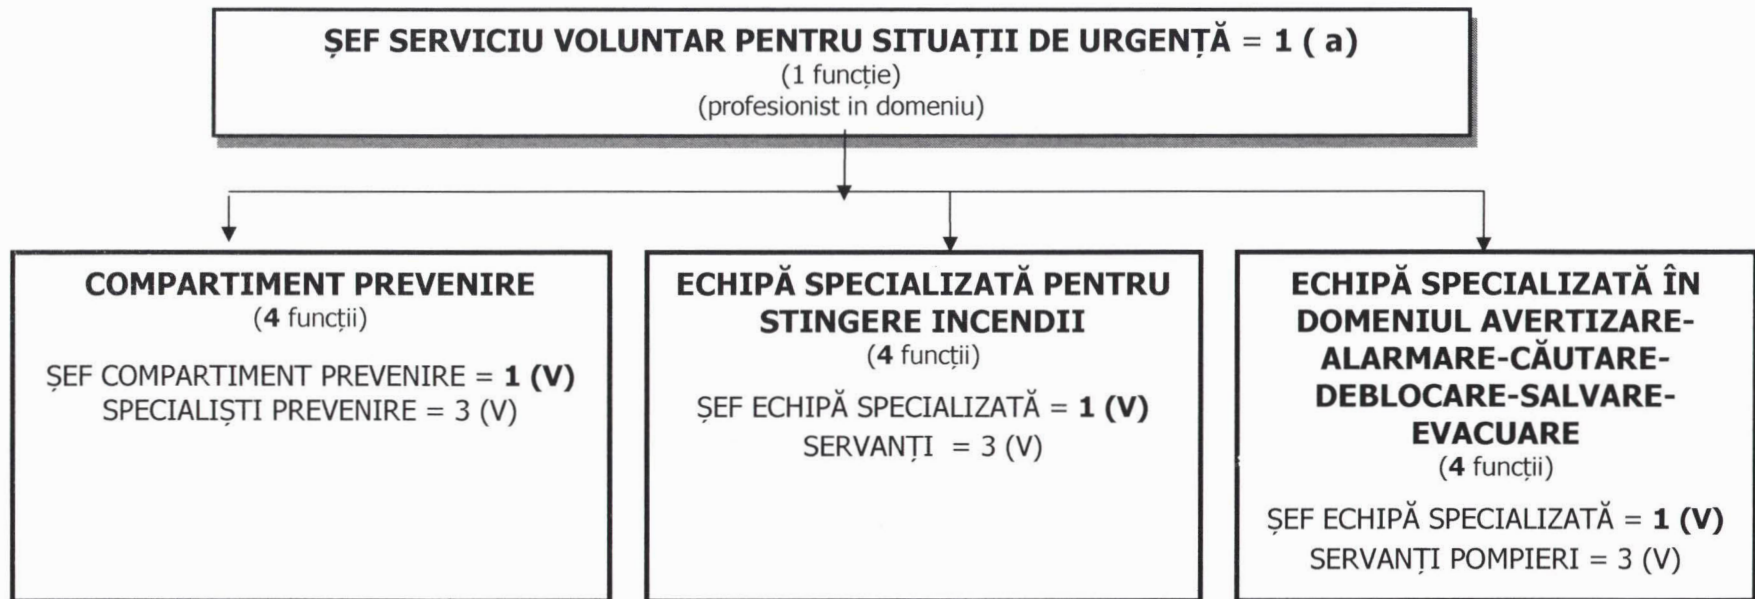 ȘEF SERVICIU VOLUNTAR PENTRU SITUAȚII DE URGENȚĂ = 1 ( a)
(1 funcție)
(profesionist in domeniu)
COMPARTIMENT PREVENIRE
(4 funcții)
ȘEF COMPARTIMENT PREVENIRE = 1 (V)
SPECIALIȘTI PREVENIRE = 3 (V)
ECHIPĂ SPECIALIZATĂ PENTRU
STINGERE INCENDII
(4 funcții)
ȘEF ECHIPĂ SPECIALIZATĂ = 1 (V)
SERVANȚI = 3 (V)
ECHIPĂ SPECIALIZATĂ ÎN
DOMENIUL AVERTIZARE-
ALARMARE-CĂUTARE-
DEBLOCARE-SALVARE-
EVACUARE
(4 funcții)
ȘEF ECHIPĂ SPECIALIZATĂ = 1 (V)
SERVANȚI POMPIERI = 3 (V)